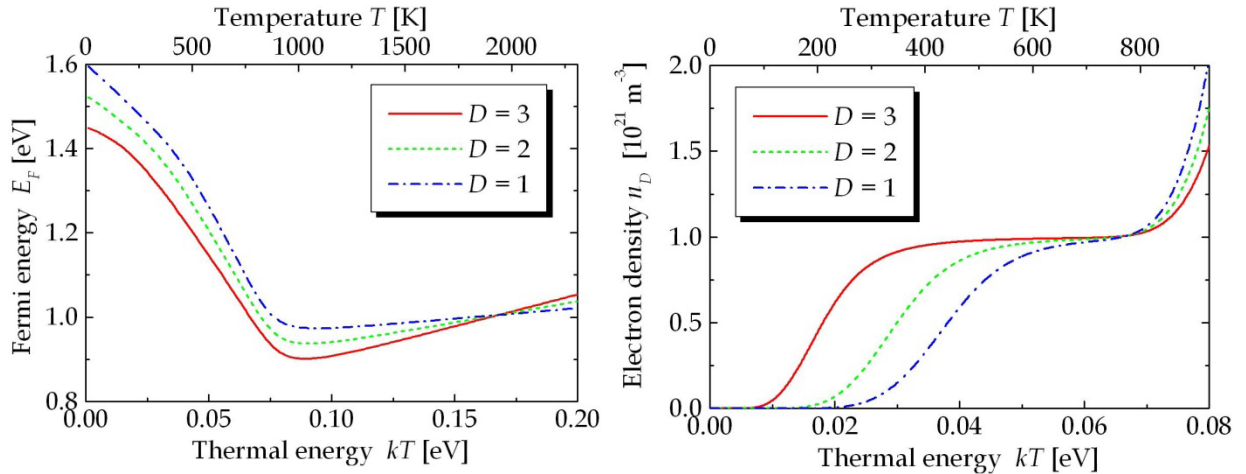 Temperature T [K]
0 500 1000 1500 2000
1.6
1.4
1.2
1.0
0.8
Fermi energy E_F [eV]
D = 3
D = 2
D = 1
0.00 0.05 0.10 0.15 0.20
Thermal energy kT [eV]
Temperature T [K]
0 200 400 600 800
2.0
1.5
1.0
0.5
0.0
Electron density n_D [10²¹ m⁻³]
D = 3
D = 2
D = 1
0.00 0.02 0.04 0.06 0.08
Thermal energy kT [eV]